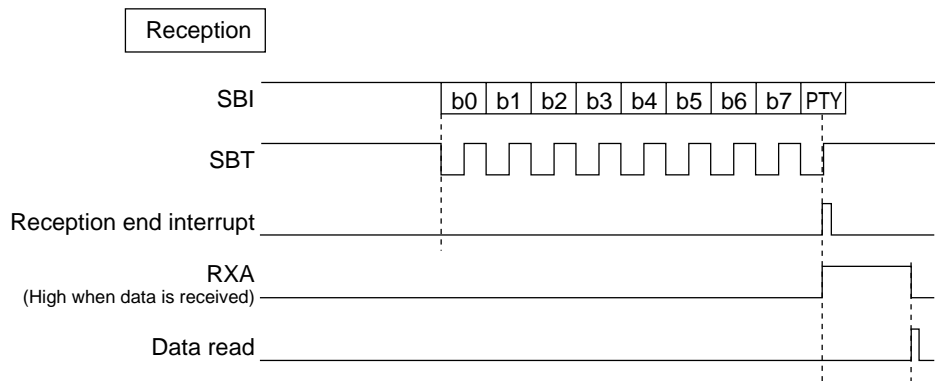 Reception
SBI b0 b1 b2 b3 b4 b5 b6 b7 PTY
SBT
Reception end interrupt
RXA
(High when data is received)
Data read